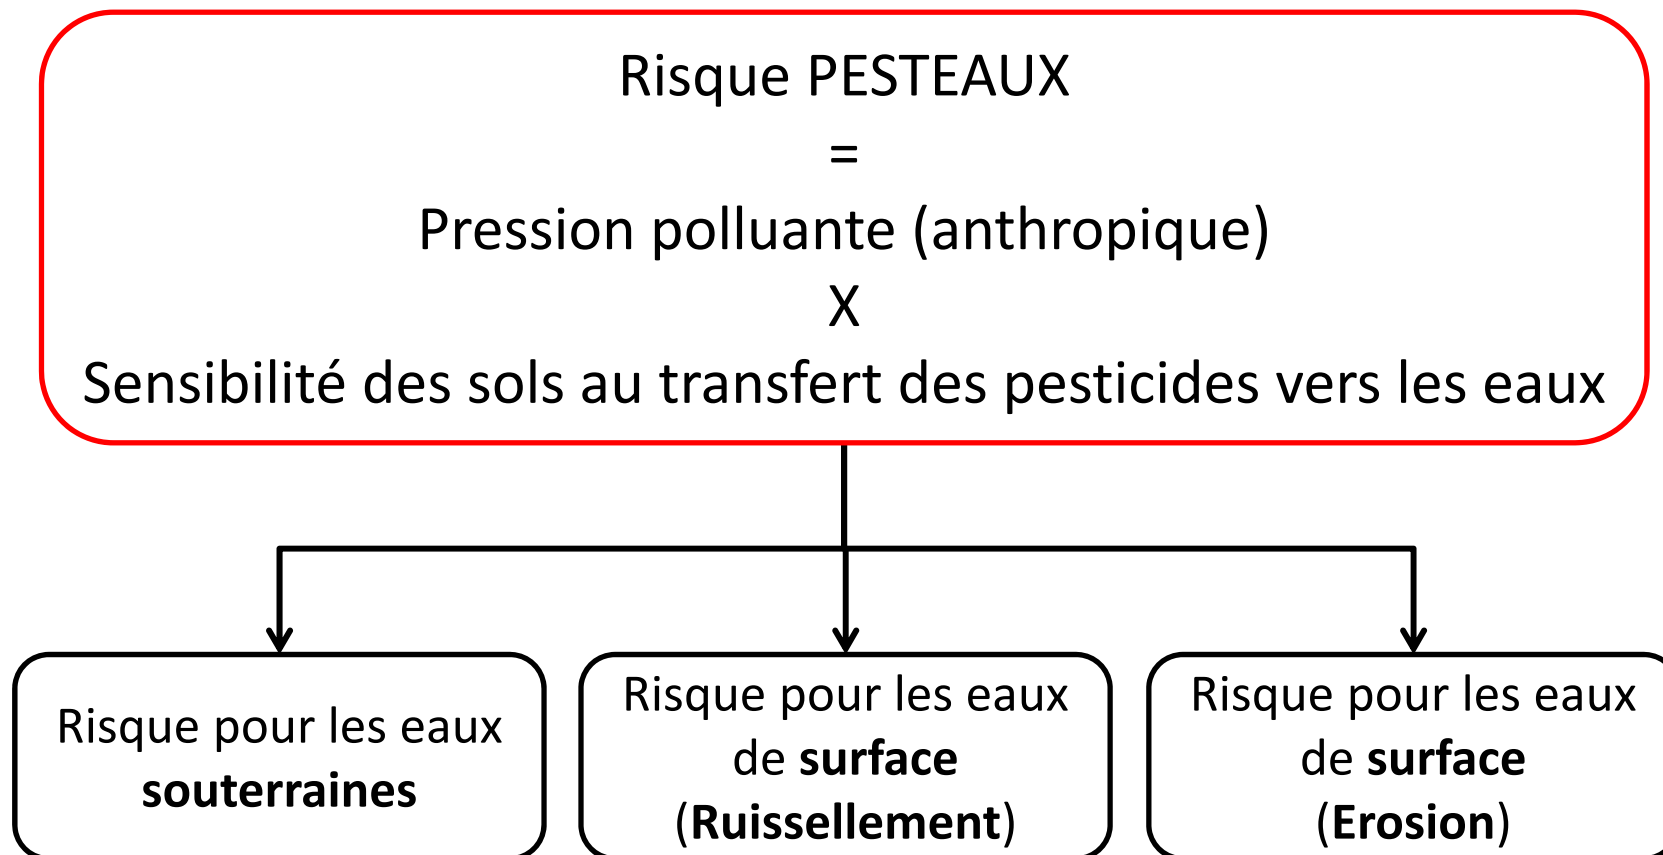 Risque PESTEAUX
=
Pression polluante (anthropique)
X
Sensibilité des sols au transfert des pesticides vers les eaux
Risque pour les eaux
souterraines
Risque pour les eaux
de surface
(Ruissellement)
Risque pour les eaux
de surface
(Erosion)